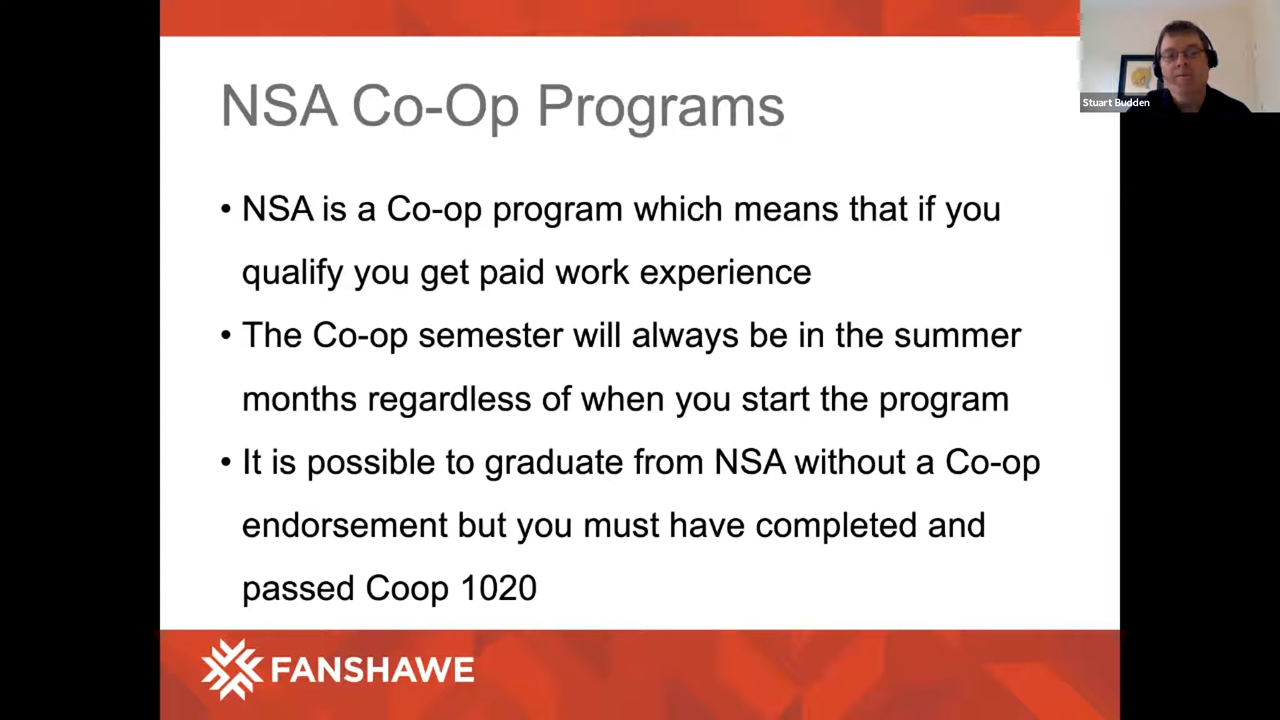 NSA Co-Op Programs
Stuart Budden
• NSA is a Co-op program which means that if you
qualify you get paid work experience
• The Co-op semester will always be in the summer
months regardless of when you start the program
• It is possible to graduate from NSA without a Co-op
endorsement but you must have completed and
passed Coop 1020
FANSHAWE